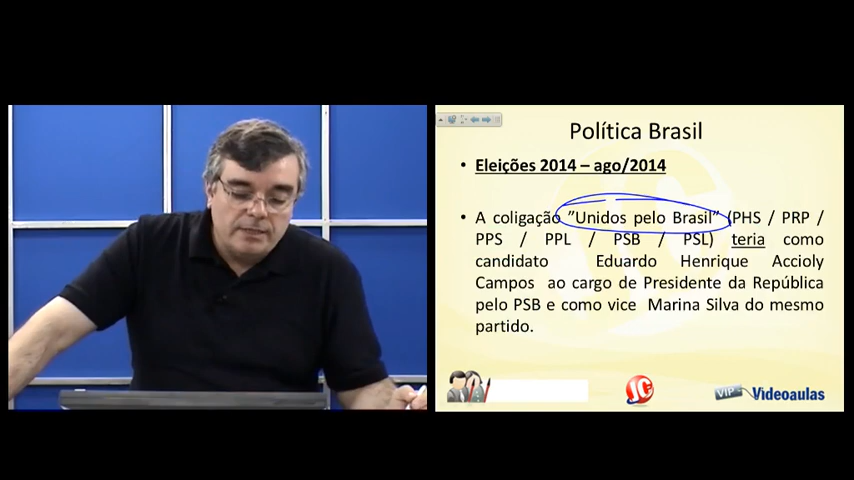 Política Brasil
• Eleições 2014 – ago/2014
• A coligação ”Unidos pelo Brasil” (PHS / PRP /
PPS / PPL / PSB / PSL) teria como
candidato Eduardo Henrique Accioly
Campos ao cargo de Presidente da República
pelo PSB e como vice Marina Silva do mesmo
partido.
JC
VIP Videoaulas